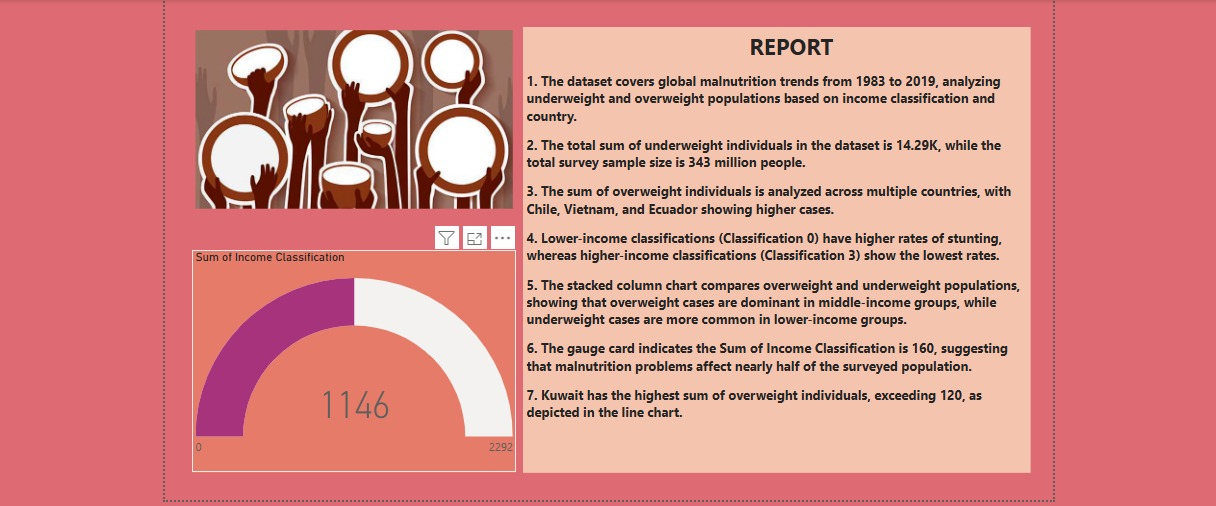 REPORT
1. The dataset covers global malnutrition trends from 1983 to 2019, analyzing
underweight and overweight populations based on income classification and
country.
2. The total sum of underweight individuals in the dataset is 14.29K, while the
total survey sample size is 343 million people.
3. The sum of overweight individuals is analyzed across multiple countries, with
Chile, Vietnam, and Ecuador showing higher cases.
4. Lower-income classifications (Classification 0) have higher rates of stunting,
whereas higher-income classifications (Classification 3) show the lowest rates.
5. The stacked column chart compares overweight and underweight populations,
showing that overweight cases are dominant in middle-income groups, while
underweight cases are more common in lower-income groups.
6. The gauge card indicates the Sum of Income Classification is 160, suggesting
that malnutrition problems affect nearly half of the surveyed population.
7. Kuwait has the highest sum of overweight individuals, exceeding 120, as
depicted in the line chart.
Sum of Income Classification
1146
0
2292